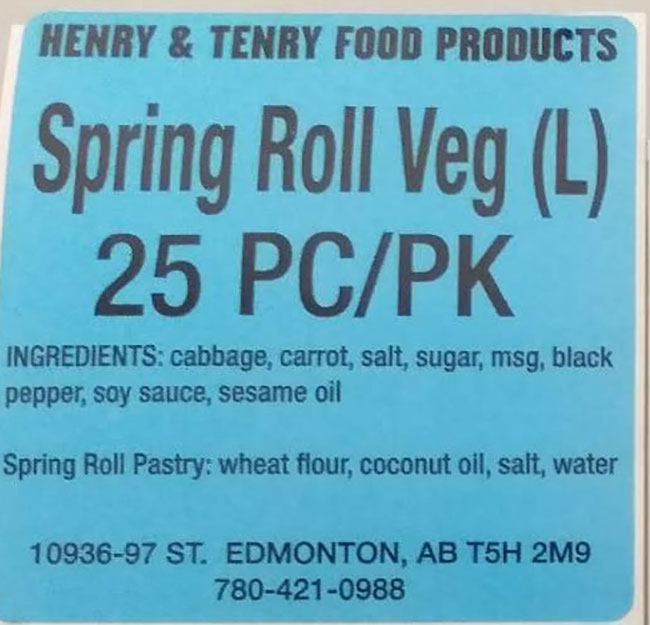 HENRY & TENRY FOOD PRODUCTS
Spring Roll Veg (L)
25 PC/PK
INGREDIENTS: cabbage, carrot, salt, sugar, msg, black
pepper, soy sauce, sesame oil
Spring Roll Pastry: wheat flour, coconut oil, salt, water
10936-97 ST. EDMONTON, AB T5H 2M9
780-421-0988